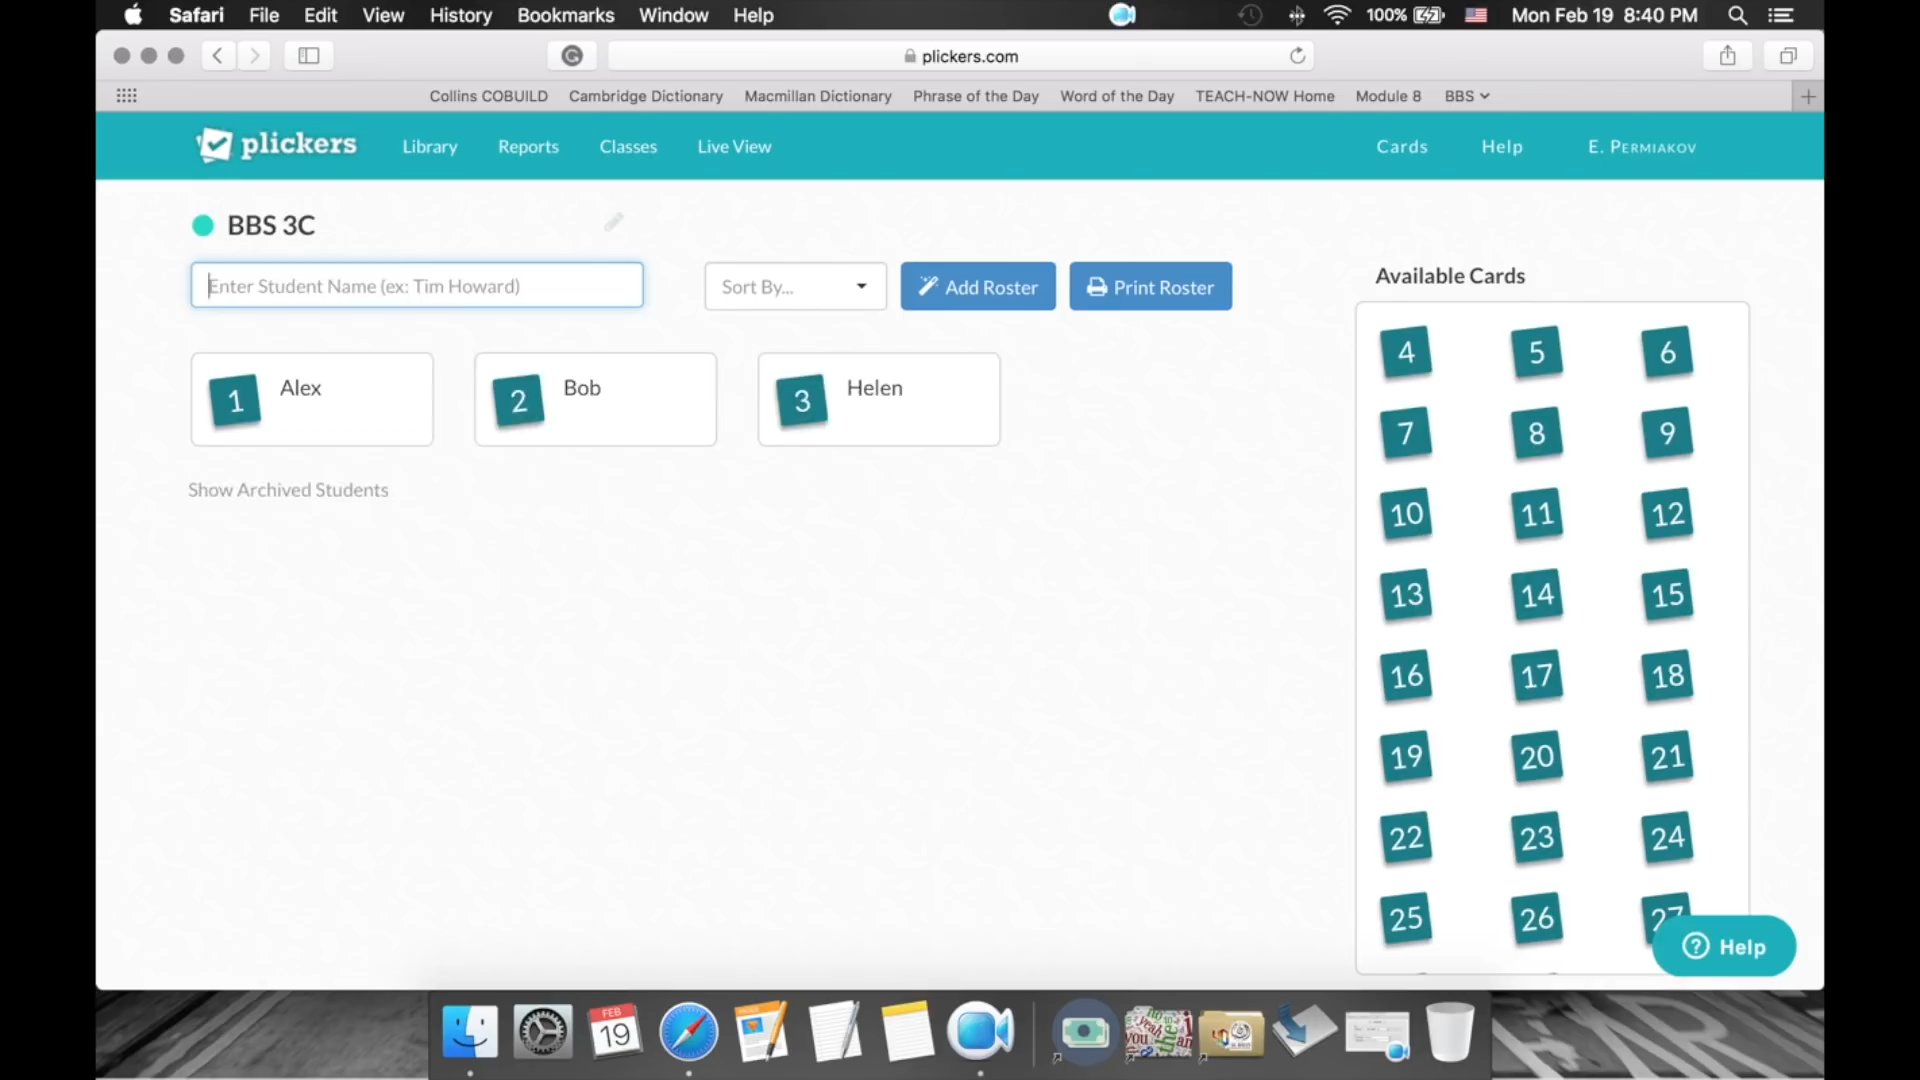 Safari File Edit View History Bookmarks Window Help 100% Mon Feb 19 8:40 PM
plickers.com
Collins COBUILD Cambridge Dictionary Macmillan Dictionary Phrase of the Day Word of the Day TEACH-NOW Home Module 8 BBS
plickers Library Reports Classes Live View Cards Help E. PERMIAKOV
BBS 3C
Enter Student Name (ex: Tim Howard) Sort By... Add Roster Print Roster
Available Cards
1 Alex 2 Bob 3 Helen
Show Archived Students
4 5 6
7 8 9
10 11 12
13 14 15
16 17 18
19 20 21
22 23 24
25 26 27
Help
FEB
19